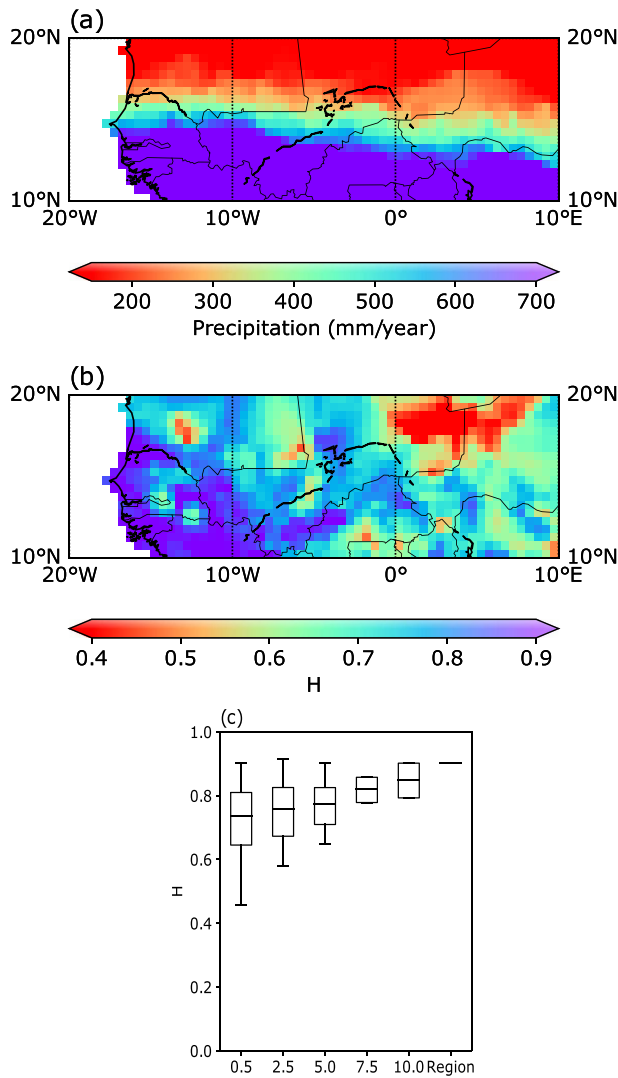 (a)
20°N 20°N
10°N 10°N
20°W 10°W 0° 10°E
200 300 400 500 600 700
Precipitation (mm/year)
(b)
20°N 20°N
10°N 10°N
20°W 10°W 0° 10°E
0.4 0.5 0.6 0.7 0.8 0.9
H
(c)
1.0
0.8
0.6
H
0.4
0.2
0.0
0.5 2.5 5.0 7.5 10.0 Region